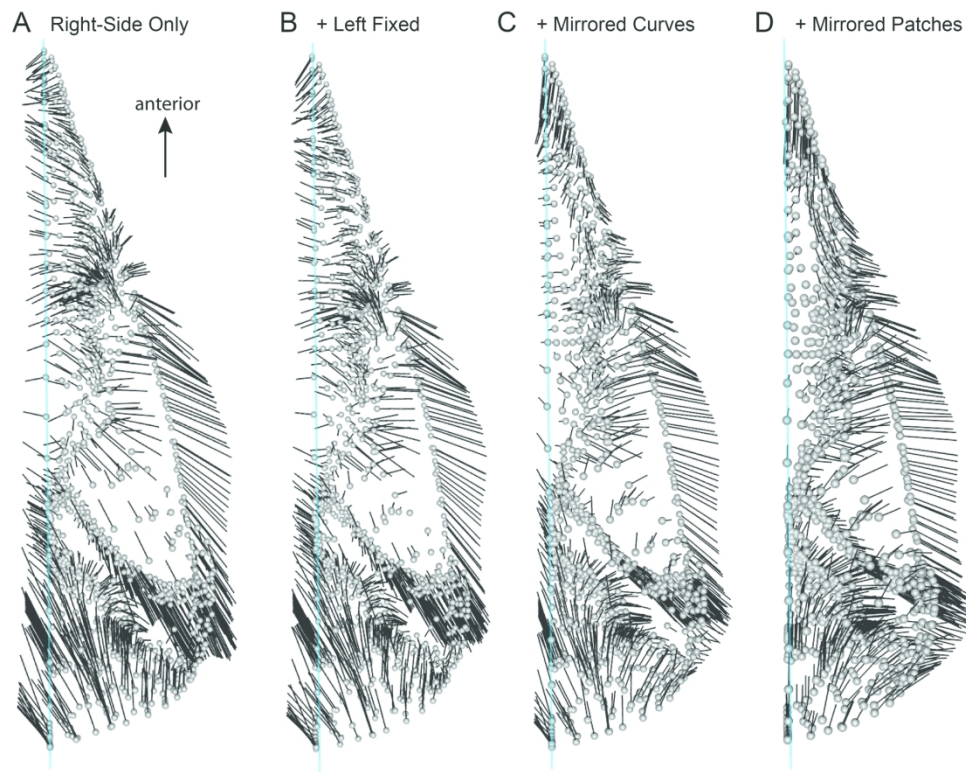 A Right-Side Only
B + Left Fixed
C + Mirrored Curves
D + Mirrored Patches
anterior